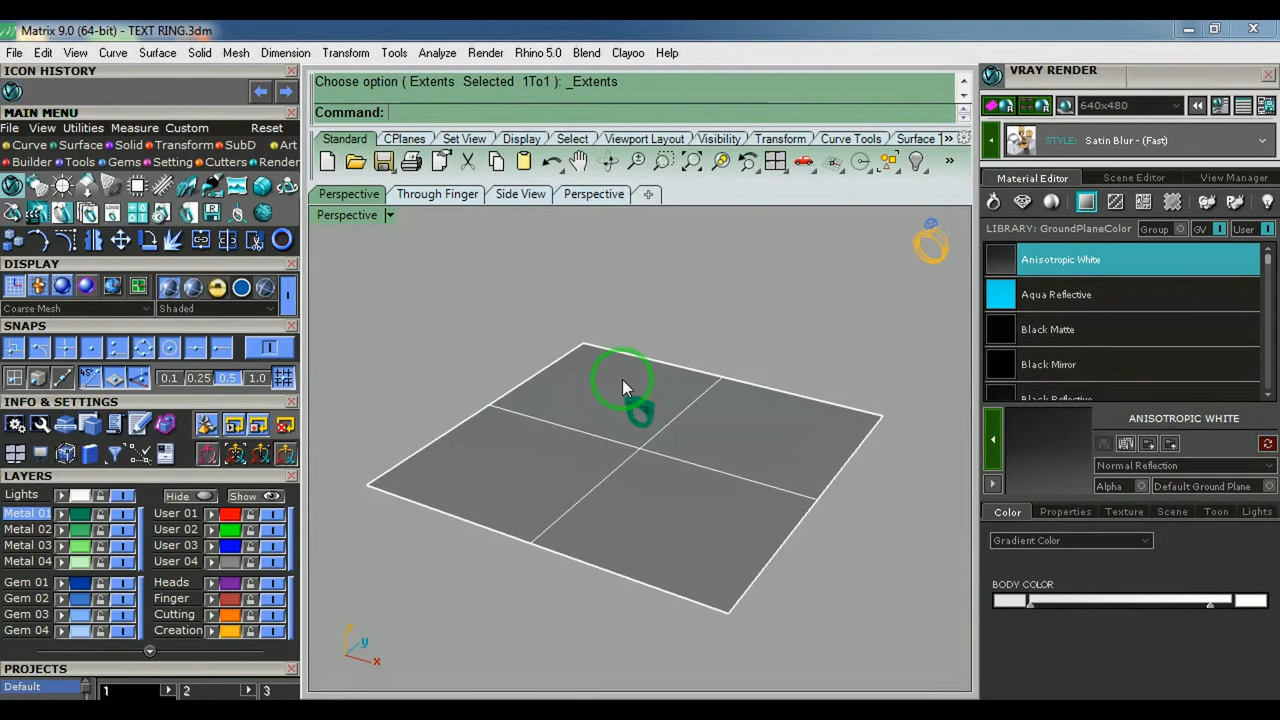 Matrix 9.0 (64-bit) - TEXT RING.3dm
File Edit View Curve Surface Solid Mesh Dimension Transform Tools Analyze Render Rhino 5.0 Blend Clayoo Help
ICON HISTORY
MAIN MENU
File View Utilities Measure Custom Reset
Curve Surface Solid Transform SubD Art
Builder Tools Gems Setting Cutters Render
DISPLAY
Coarse Mesh Shaded
SNAPS
45° 0.1 0.25 0.5 1.0
INFO & SETTINGS
LAYERS
Lights Hide Show
Metal 01 User 01
Metal 02 User 02
Metal 03 User 03
Metal 04 User 04
Gem 01 Heads
Gem 02 Finger
Gem 03 Cutting
Gem 04 Creation
PROJECTS
Default 1 2 3
Choose option ( Extents Selected 1To1 ): _Extents
Command:
Standard CPlanes Set View Display Select Viewport Layout Visibility Transform Curve Tools Surface
Perspective Through Finger Side View Perspective
Perspective
y
x
VRAY RENDER
640x480
STYLE: Satin Blur - (Fast)
Material Editor Scene Editor View Manager
LIBRARY: GroundPlaneColor Group GV User
Anisotropic White
Aqua Reflective
Black Matte
Black Mirror
Black Reflective
ANISOTROPIC WHITE
Normal Reflection
Alpha Default Ground Plane
Color Properties Texture Scene Toon Lights
Gradient Color
BODY COLOR